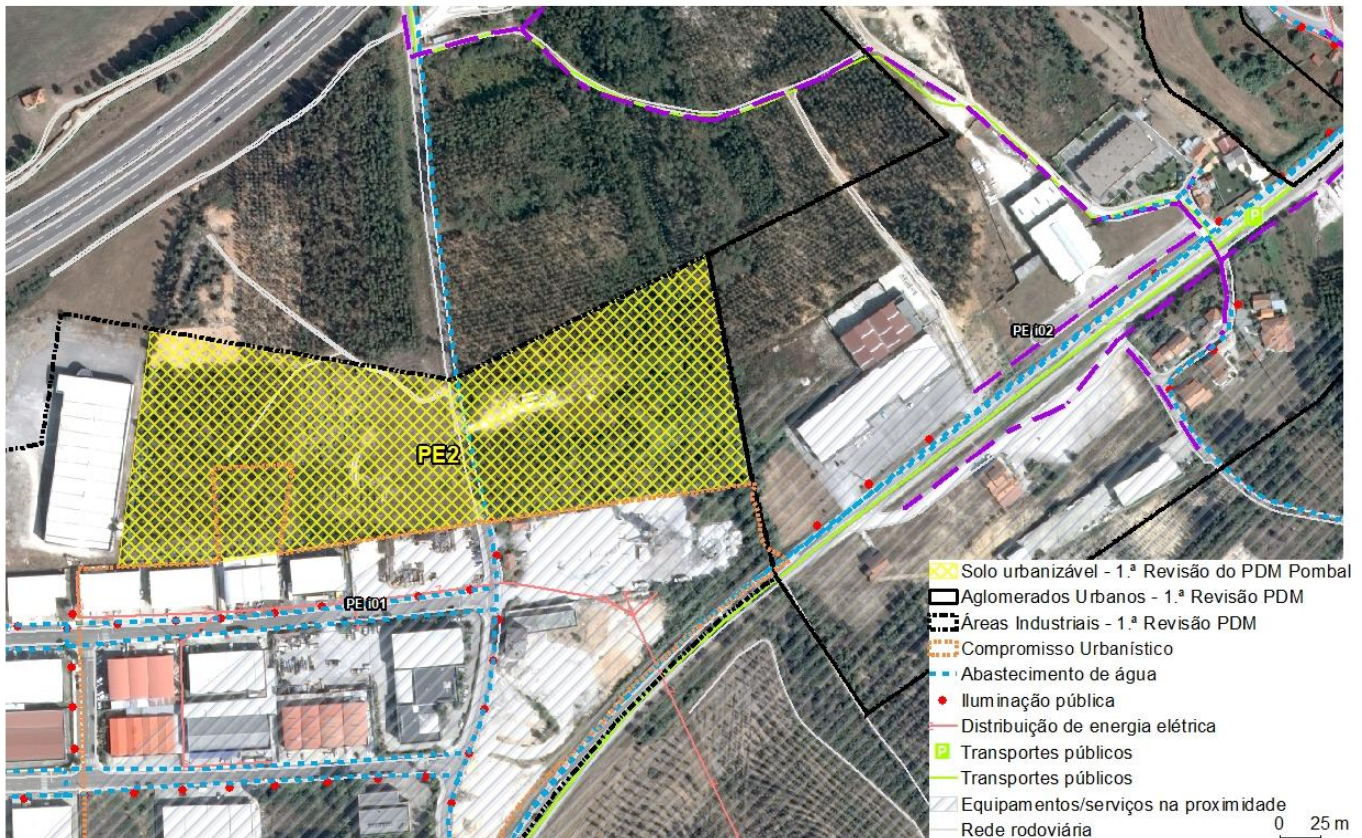 PE i02
PE2
PE i01
P
Solo urbanizável - 1.ª Revisão do PDM Pombal
Aglomerados Urbanos - 1.ª Revisão PDM
Áreas Industriais - 1.ª Revisão PDM
Compromisso Urbanístico
Abastecimento de água
Iluminação pública
Distribuição de energia elétrica
P Transportes públicos
Transportes públicos
Equipamentos/serviços na proximidade
Rede rodoviária
0 25 m